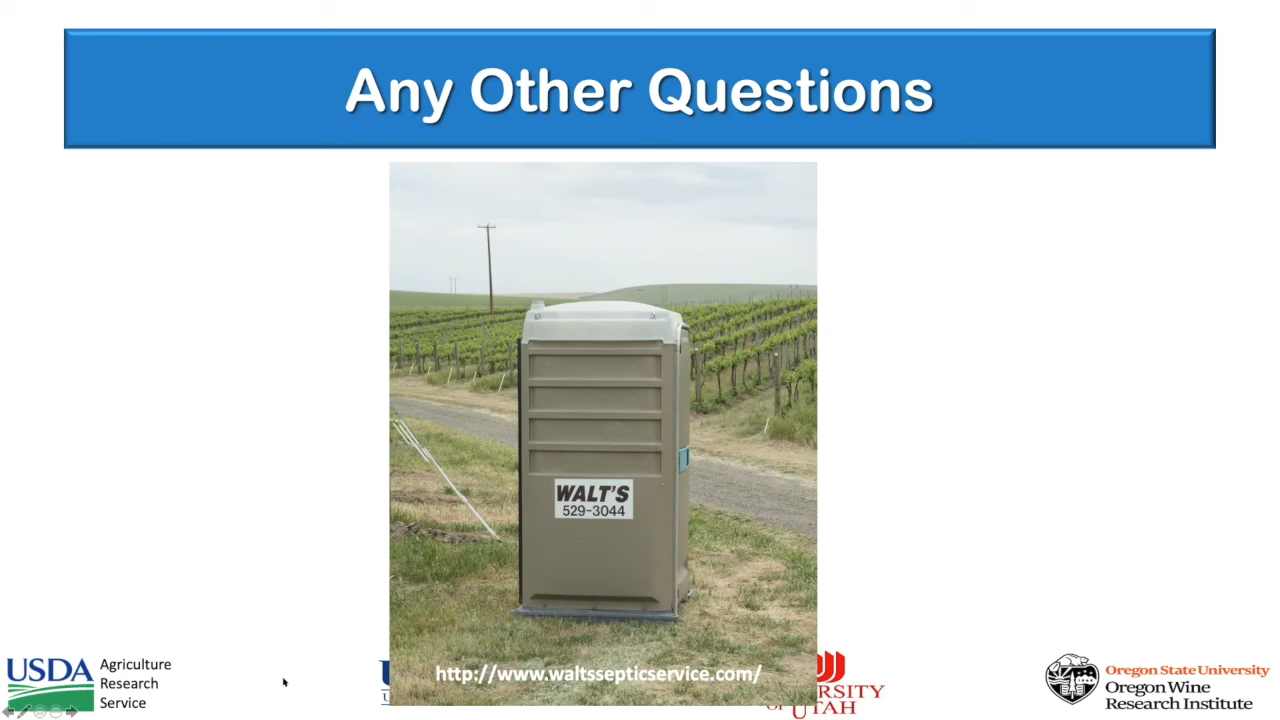 Any Other Questions
WALT'S
529-3044
http://www.waltssepticservice.com/
USDA
Agriculture
Research
Service
U
UTAH
Oregon State University
Oregon Wine
Research Institute